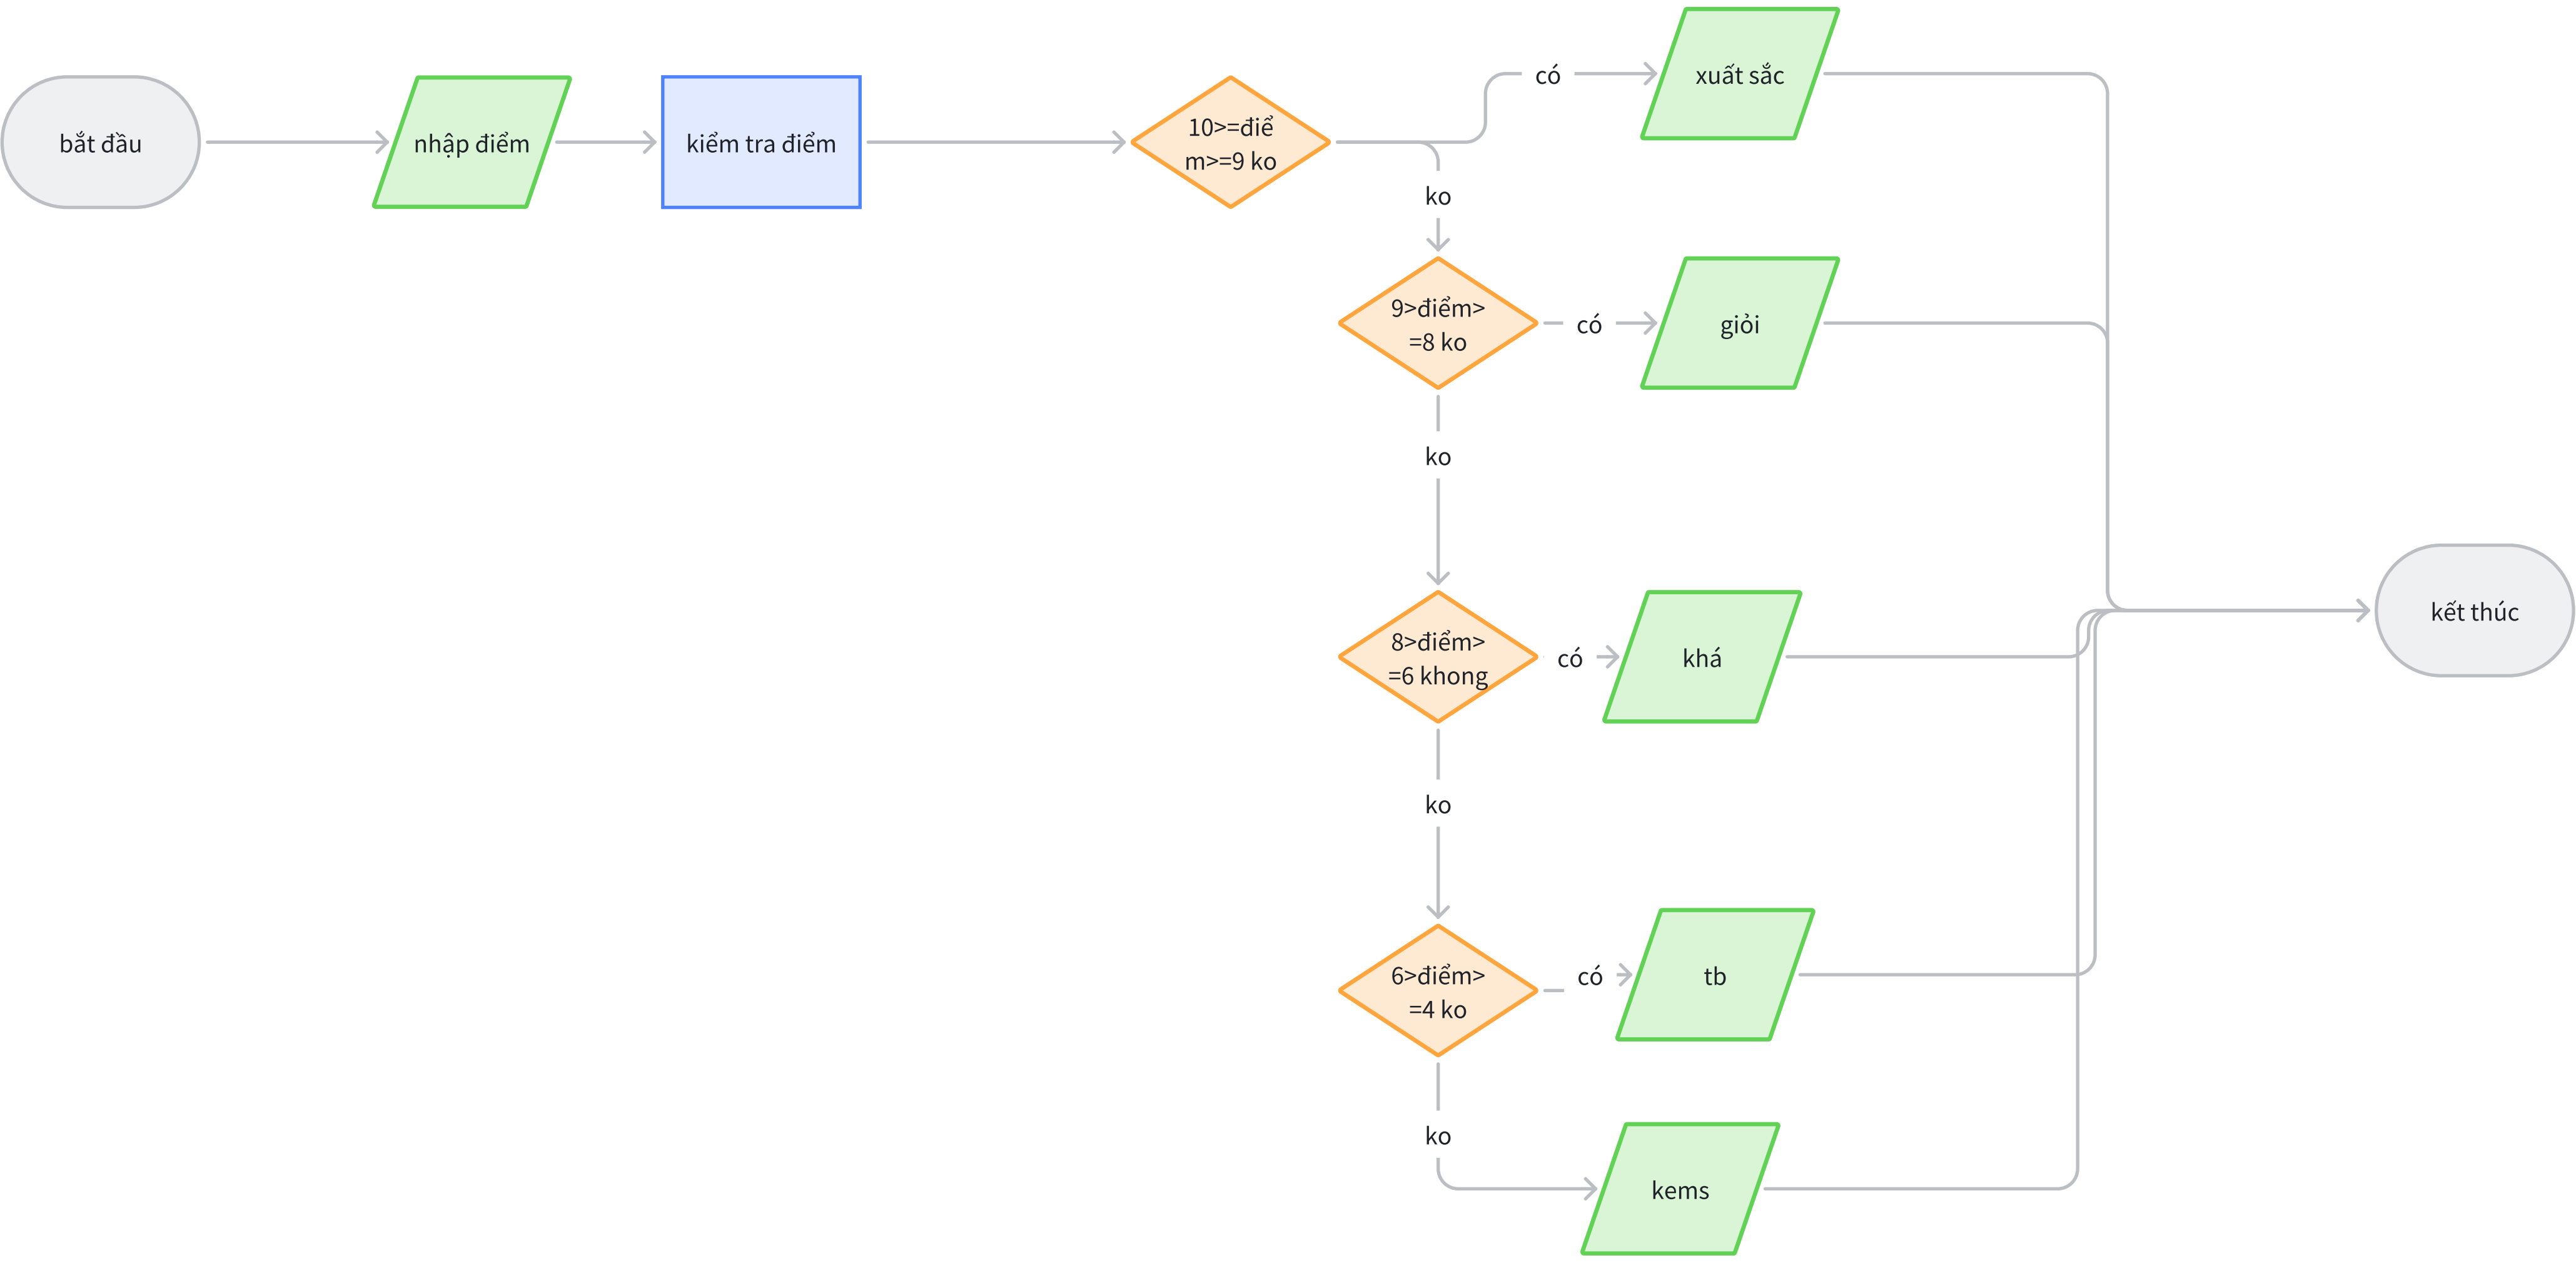 bắt đầu
nhập điểm
kiểm tra điểm
10>=điể
m>=9 ko
có
xuất sắc
ko
9>điểm>
=8 ko
có
giỏi
ko
8>điểm>
=6 khong
có
khá
kết thúc
ko
6>điểm>
=4 ko
có
tb
ko
kems